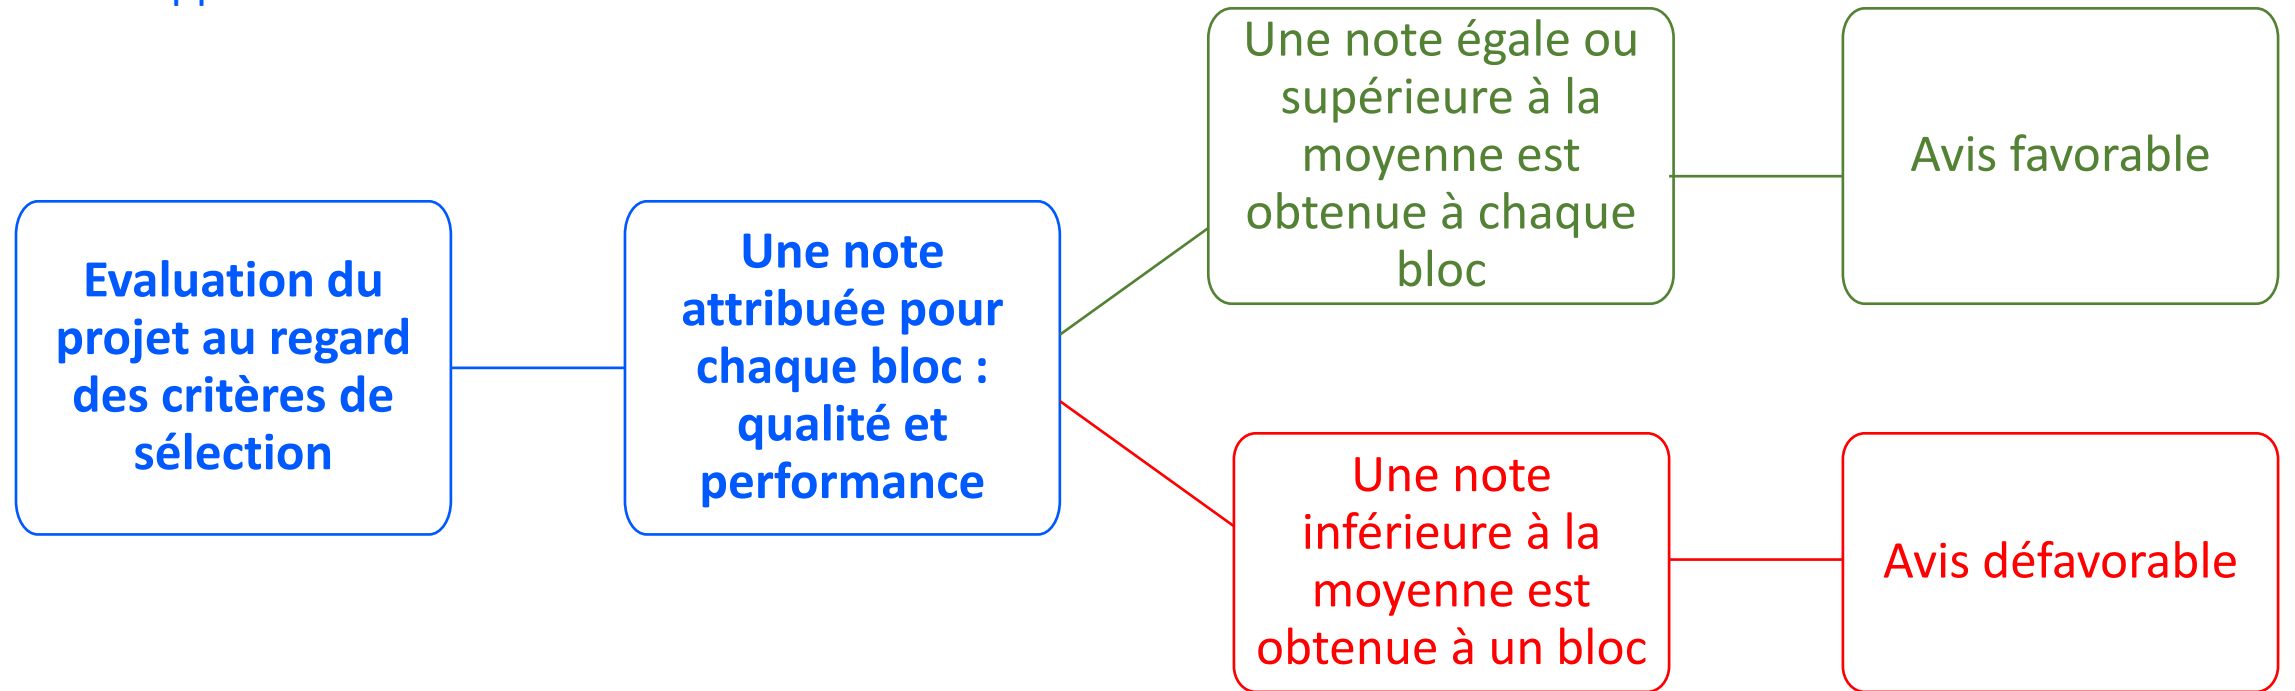 Evaluation du
projet au regard
des critères de
sélection
Une note
attribuée pour
chaque bloc :
qualité et
performance
Une note égale ou
supérieure à la
moyenne est
obtenue à chaque
bloc
Avis favorable
Une note
inférieure à la
moyenne est
obtenue à un bloc
Avis défavorable